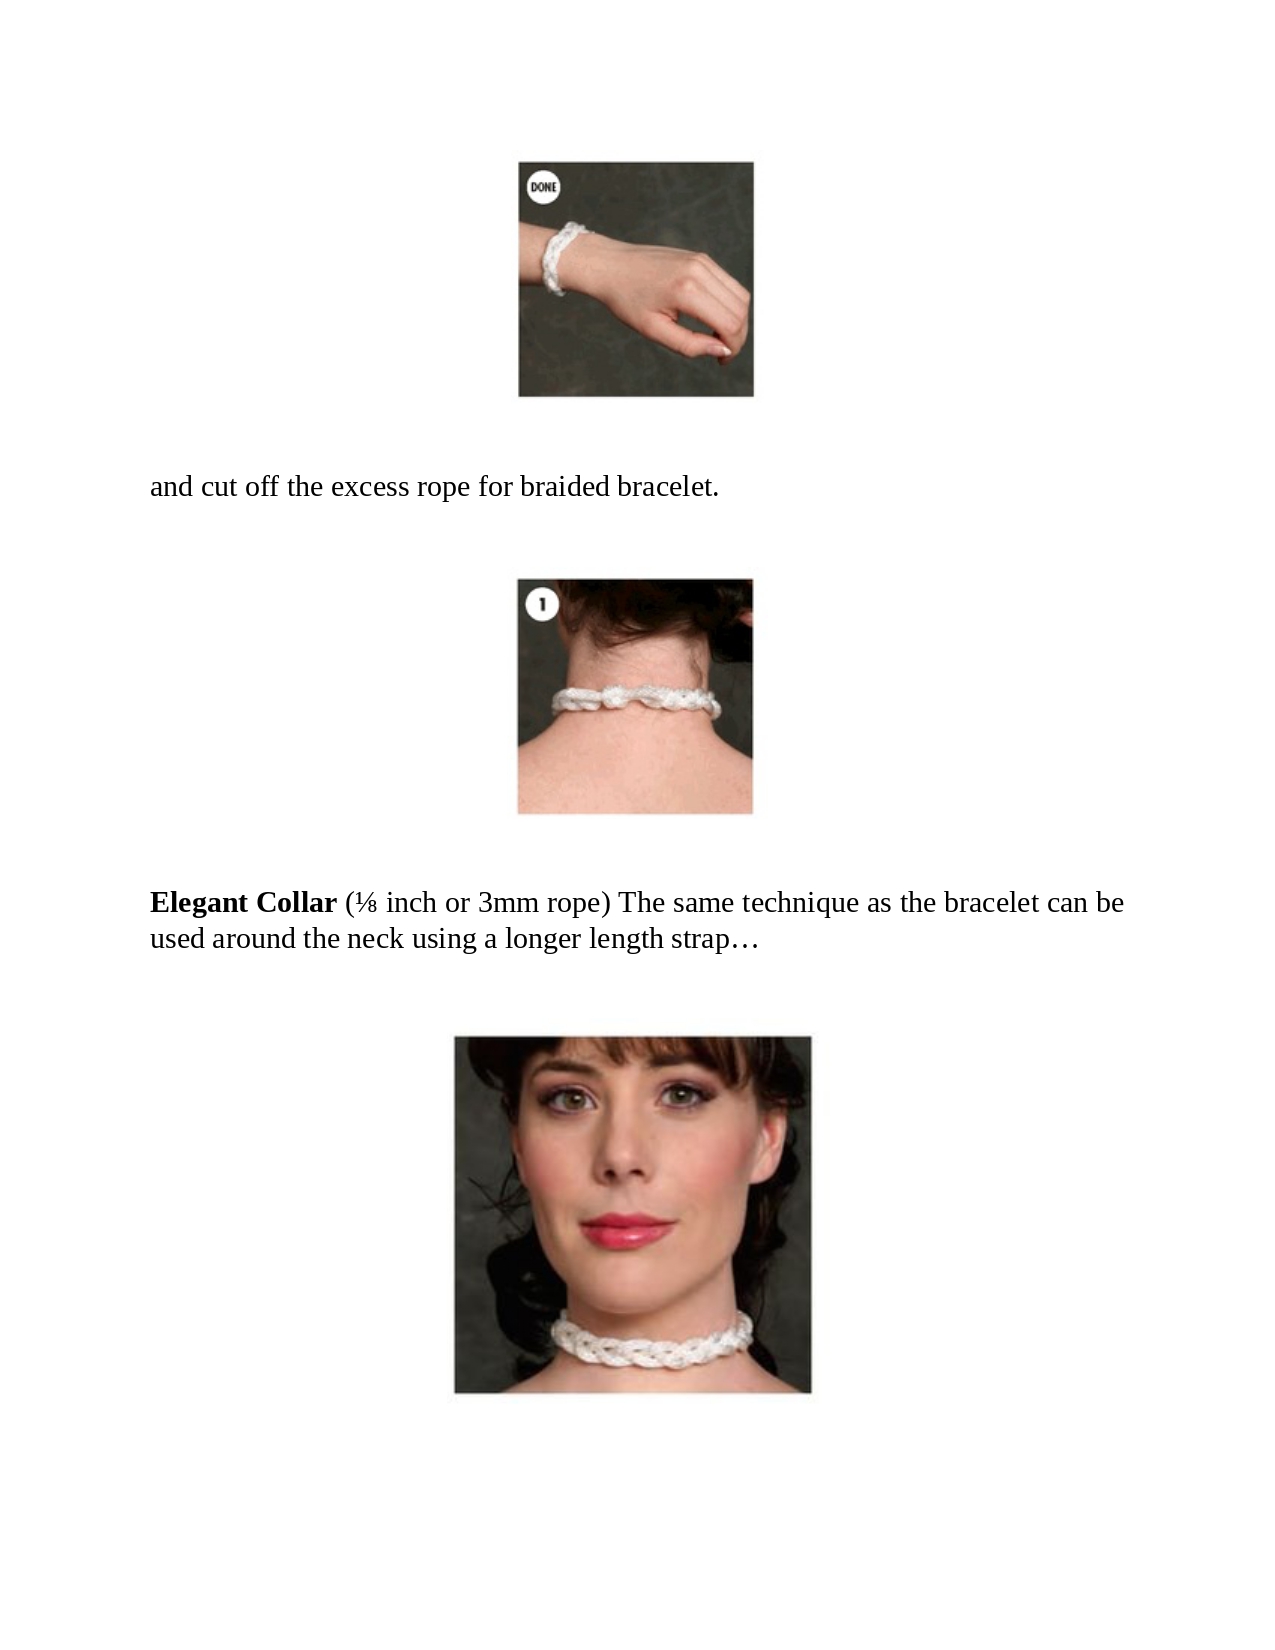 DONE
and cut off the excess rope for braided bracelet.
1
Elegant Collar (⅛ inch or 3mm rope) The same technique as the bracelet can be
used around the neck using a longer length strap…